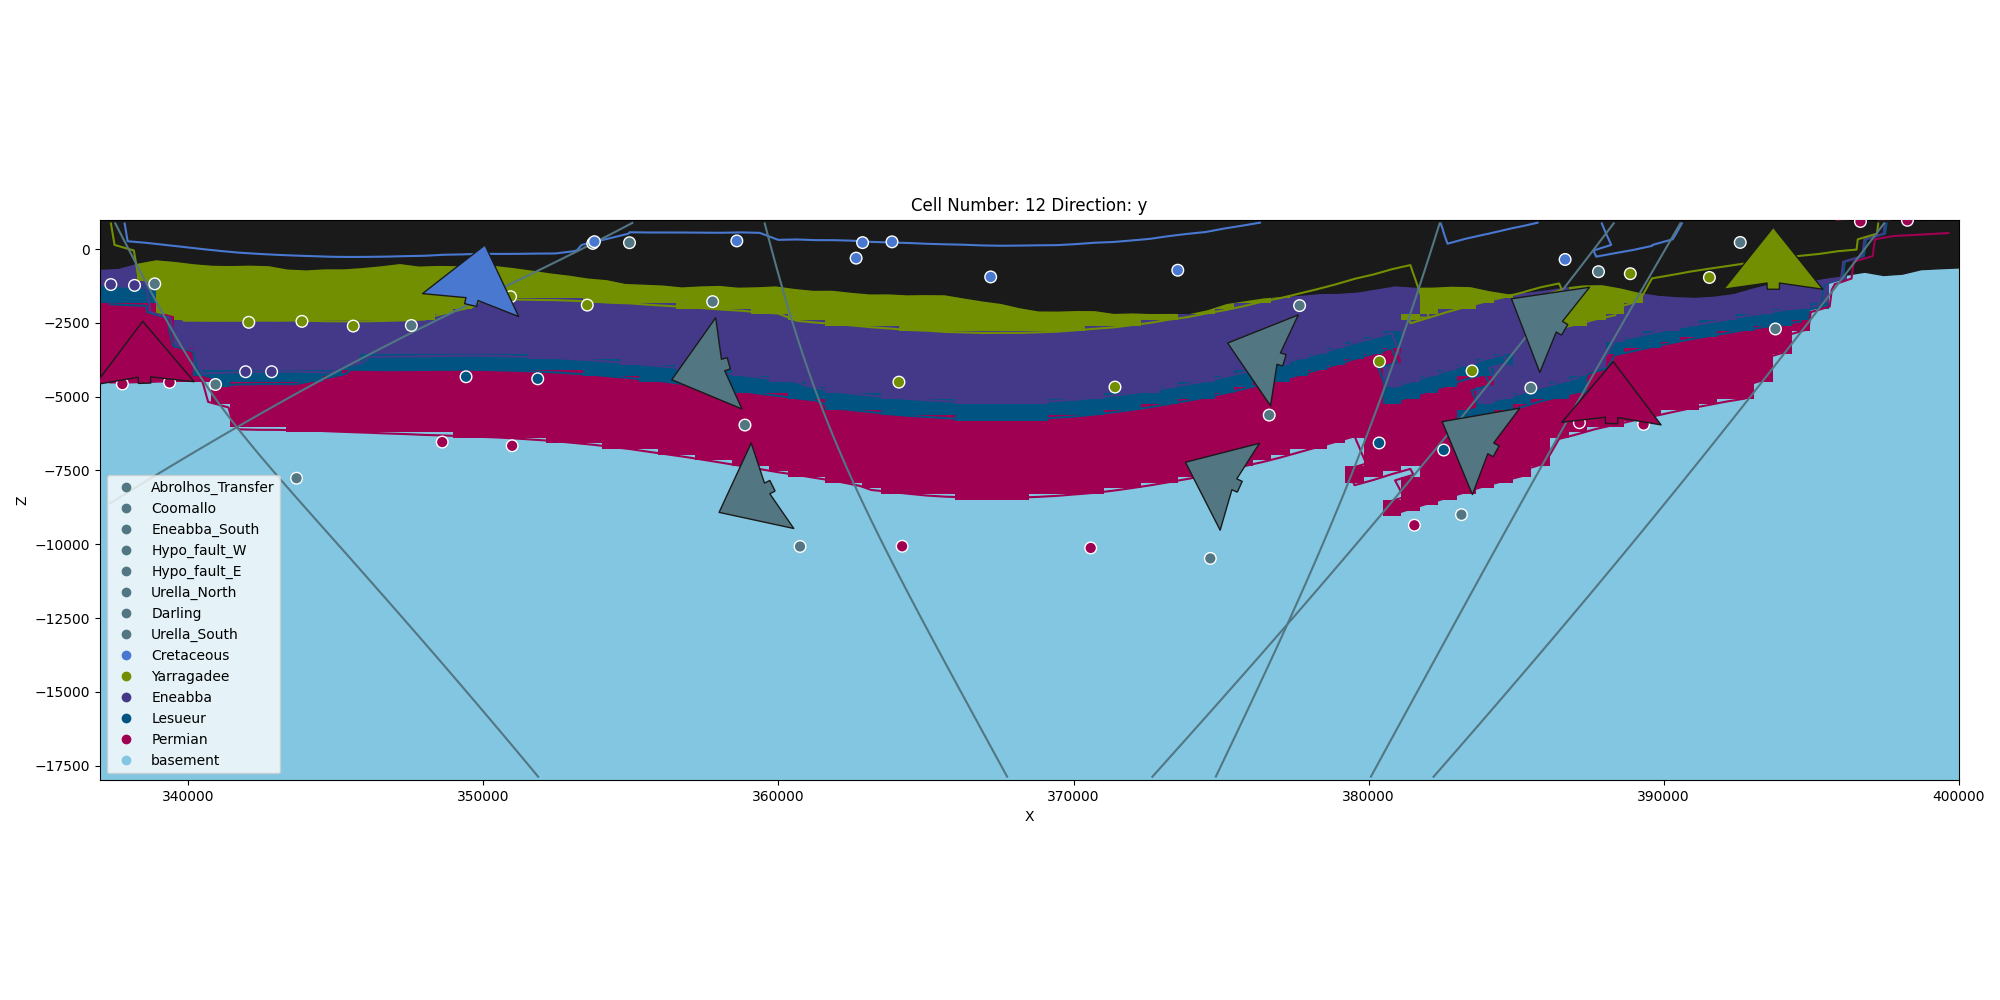 Cell Number: 12 Direction: y
0
−2500
−5000
−7500
−10000
−12500
−15000
−17500
Z
Abrolhos_Transfer
Coomallo
Eneabba_South
Hypo_fault_W
Hypo_fault_E
Urella_North
Darling
Urella_South
Cretaceous
Yarragadee
Eneabba
Lesueur
Permian
basement
340000
350000
360000
370000
380000
390000
400000
X